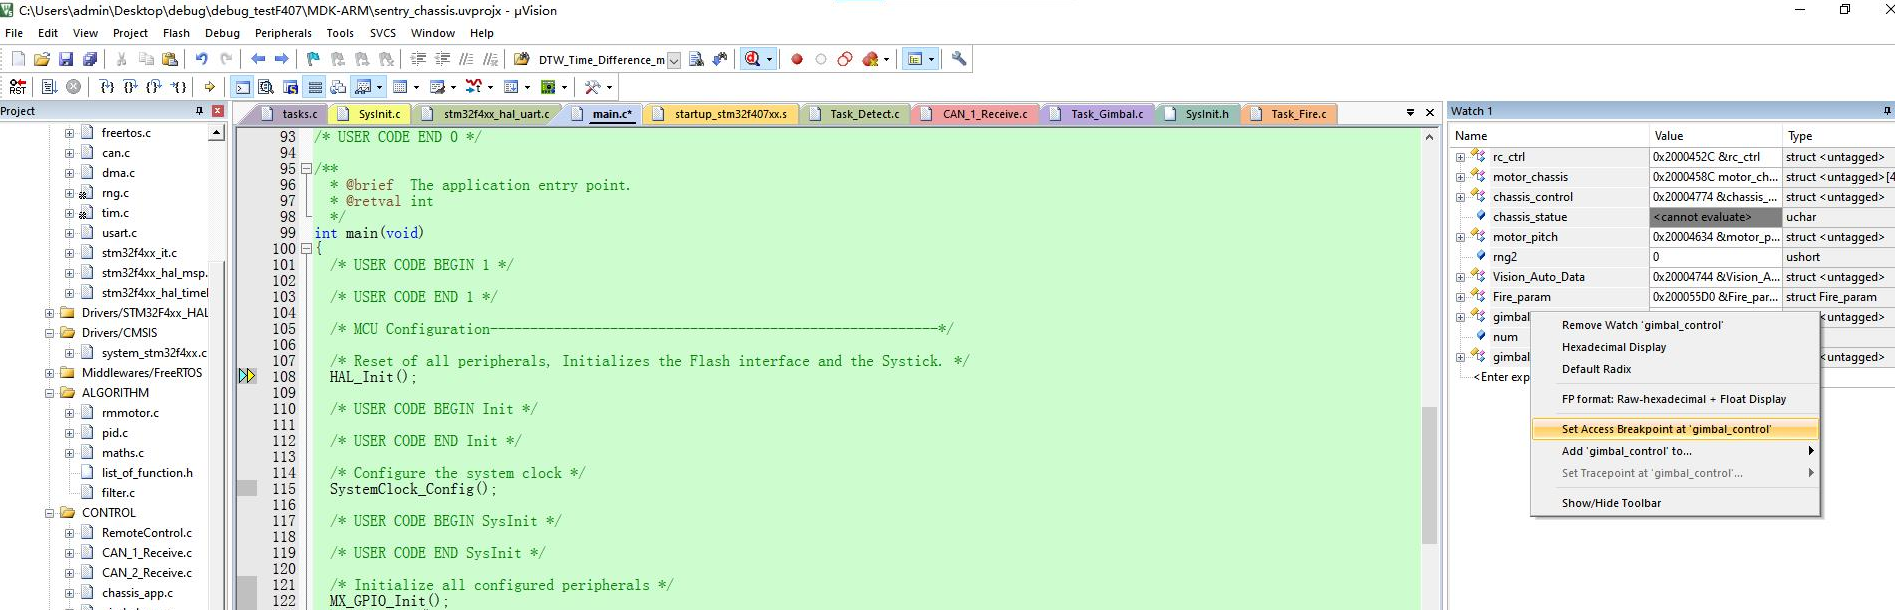 C:\Users\admin\Desktop\debug\debug_testF407\MDK-ARM\sentry_chassis.uvprojx - µVision
File Edit View Project Flash Debug Peripherals Tools SVCS Window Help
DTW_Time_Difference_m
RST
Project
freertos.c
can.c
dma.c
rng.c
tim.c
usart.c
stm32f4xx_it.c
stm32f4xx_hal_msp.
stm32f4xx_hal_timel
Drivers/STM32F4xx_HAL
Drivers/CMSIS
system_stm32f4xx.c
Middlewares/FreeRTOS
ALGORITHM
rmmotor.c
pid.c
maths.c
list_of_function.h
filter.c
CONTROL
RemoteControl.c
CAN_1_Receive.c
CAN_2_Receive.c
chassis_app.c
tasks.c SysInit.c stm32f4xx_hal_uart.c main.c* startup_stm32f407xx.s Task_Detect.c CAN_1_Receive.c Task_Gimbal.c SysInit.h Task_Fire.c
93 /* USER CODE END 0 */
94
95 /**
96 * @brief The application entry point.
97 * @retval int
98 */
99 int main(void)
100 {
101 /* USER CODE BEGIN 1 */
102
103 /* USER CODE END 1 */
104
105 /* MCU Configuration--------------------------------------------------------*/
106
107 /* Reset of all peripherals, Initializes the Flash interface and the Systick. */
108 HAL_Init();
109
110 /* USER CODE BEGIN Init */
111
112 /* USER CODE END Init */
113
114 /* Configure the system clock */
115 SystemClock_Config();
116
117 /* USER CODE BEGIN SysInit */
118
119 /* USER CODE END SysInit */
120
121 /* Initialize all configured peripherals */
122 MX_GPIO_Init();
Watch 1
Name Value Type
rc_ctrl 0x2000452C &rc_ctrl struct <untagged>
motor_chassis 0x2000458C motor_ch... struct <untagged>[4
chassis_control 0x20004774 &chassis_... struct <untagged>
chassis_statue <cannot evaluate> uchar
motor_pitch 0x20004634 &motor_p... struct <untagged>
rng2 0 ushort
Vision_Auto_Data 0x20004744 &Vision_A... struct <untagged>
Fire_param 0x200055D0 &Fire_par... struct Fire_param
gimbal <untagged>
num
gimbal <untagged>
<Enter exp
Remove Watch 'gimbal_control'
Hexadecimal Display
Default Radix
FP format: Raw-hexadecimal + Float Display
Set Access Breakpoint at 'gimbal_control'
Add 'gimbal_control' to...
Set Tracepoint at 'gimbal_control'...
Show/Hide Toolbar